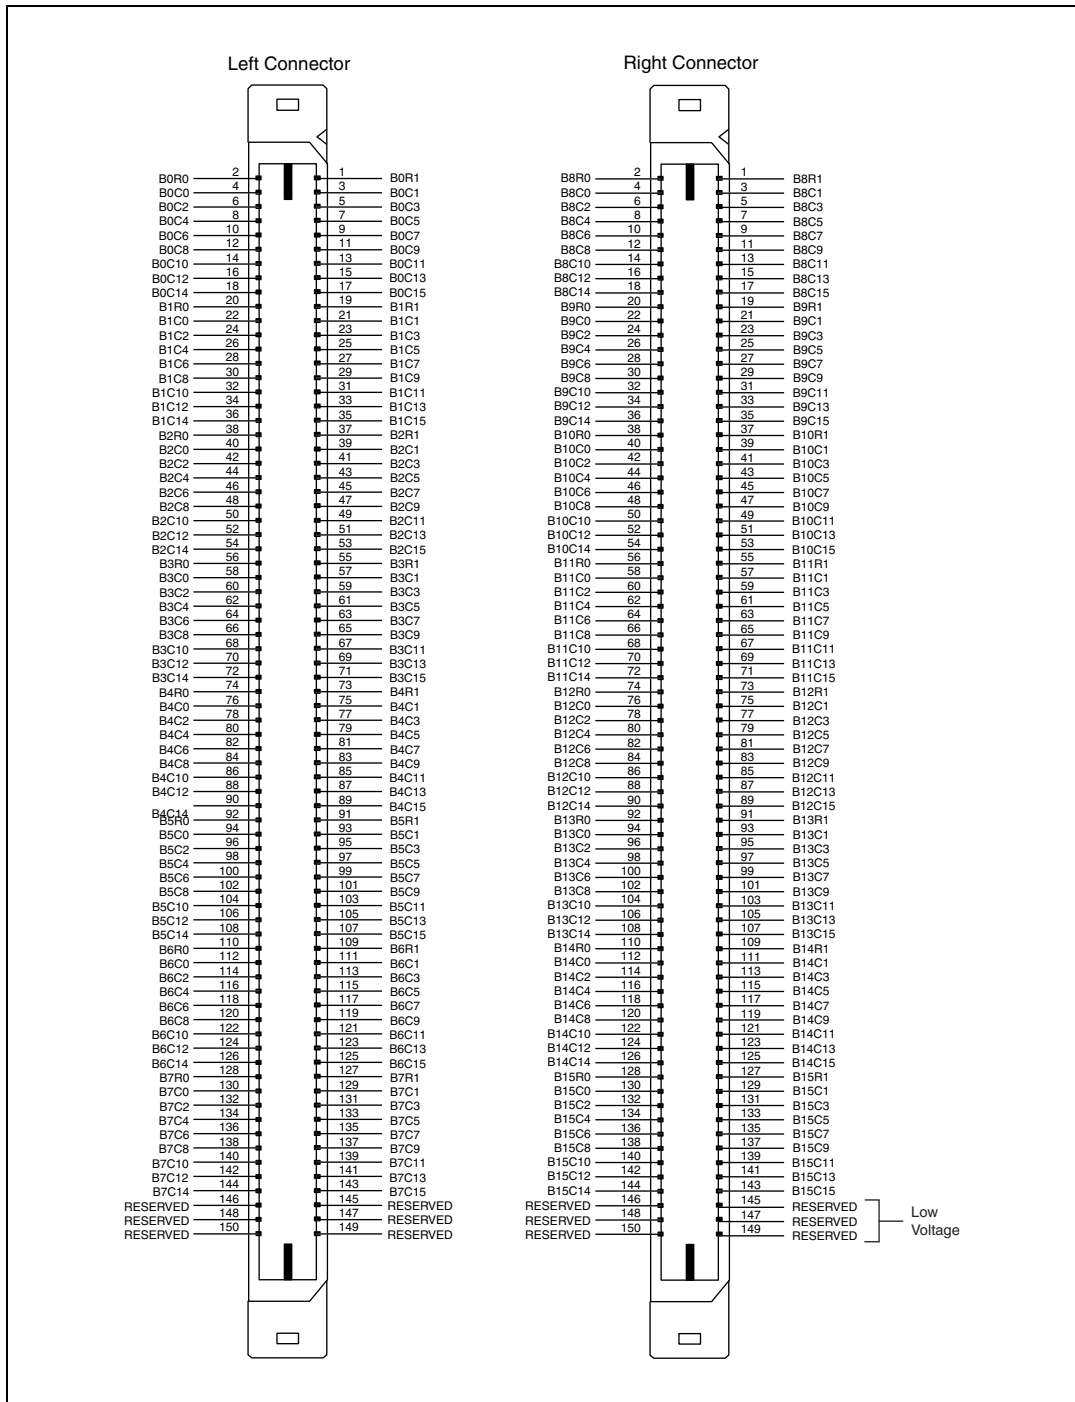 Left Connector Right Connector
B0R0 2 1 B0R1 B8R0 2 1 B8R1
B0C0 4 3 B0C1 B8C0 4 3 B8C1
B0C2 6 5 B0C3 B8C2 6 5 B8C3
B0C4 8 7 B0C5 B8C4 8 7 B8C5
B0C6 10 9 B0C7 B8C6 10 9 B8C7
B0C8 12 11 B0C9 B8C8 12 11 B8C9
B0C10 14 13 B0C11 B8C10 14 13 B8C11
B0C12 16 15 B0C13 B8C12 16 15 B8C13
B0C14 18 17 B0C15 B8C14 18 17 B8C15
B1R0 20 19 B1R1 B9R0 20 19 B9R1
B1C0 22 21 B1C1 B9C0 22 21 B9C1
B1C2 24 23 B1C3 B9C2 24 23 B9C3
B1C4 26 25 B1C5 B9C4 26 25 B9C5
B1C6 28 27 B1C7 B9C6 28 27 B9C7
B1C8 30 29 B1C9 B9C8 30 29 B9C9
B1C10 32 31 B1C11 B9C10 32 31 B9C11
B1C12 34 33 B1C13 B9C12 34 33 B9C13
B1C14 36 35 B1C15 B9C14 36 35 B9C15
B2R0 38 37 B2R1 B10R0 38 37 B10R1
B2C0 40 39 B2C1 B10C0 40 39 B10C1
B2C2 42 41 B2C3 B10C2 42 41 B10C3
B2C4 44 43 B2C5 B10C4 44 43 B10C5
B2C6 46 45 B2C7 B10C6 46 45 B10C7
B2C8 48 47 B2C9 B10C8 48 47 B10C9
B2C10 50 49 B2C11 B10C10 50 49 B10C11
B2C12 52 51 B2C13 B10C12 52 51 B10C13
B2C14 54 53 B2C15 B10C14 54 53 B10C15
B3R0 56 55 B3R1 B11R0 56 55 B11R1
B3C0 58 57 B3C1 B11C0 58 57 B11C1
B3C2 60 59 B3C3 B11C2 60 59 B11C3
B3C4 62 61 B3C5 B11C4 62 61 B11C5
B3C6 64 63 B3C7 B11C6 64 63 B11C7
B3C8 66 65 B3C9 B11C8 66 65 B11C9
B3C10 68 67 B3C11 B11C10 68 67 B11C11
B3C12 70 69 B3C13 B11C12 70 69 B11C13
B3C14 72 71 B3C15 B11C14 72 71 B11C15
B4R0 74 73 B4R1 B12R0 74 73 B12R1
B4C0 76 75 B4C1 B12C0 76 75 B12C1
B4C2 78 77 B4C3 B12C2 78 77 B12C3
B4C4 80 79 B4C5 B12C4 80 79 B12C5
B4C6 82 81 B4C7 B12C6 82 81 B12C7
B4C8 84 83 B4C9 B12C8 84 83 B12C9
B4C10 86 85 B4C11 B12C10 86 85 B12C11
B4C12 88 87 B4C13 B12C12 88 87 B12C13
B4C14 90 89 B4C15 B12C14 90 89 B12C15
B5R0 92 91 B5R1 B13R0 92 91 B13R1
B5C0 94 93 B5C1 B13C0 94 93 B13C1
B5C2 96 95 B5C3 B13C2 96 95 B13C3
B5C4 98 97 B5C5 B13C4 98 97 B13C5
B5C6 100 99 B5C7 B13C6 100 99 B13C7
B5C8 102 101 B5C9 B13C8 102 101 B13C9
B5C10 104 103 B5C11 B13C10 104 103 B13C11
B5C12 106 105 B5C13 B13C12 106 105 B13C13
B5C14 108 107 B5C15 B13C14 108 107 B13C15
B6R0 110 109 B6R1 B14R0 110 109 B14R1
B6C0 112 111 B6C1 B14C0 112 111 B14C1
B6C2 114 113 B6C3 B14C2 114 113 B14C3
B6C4 116 115 B6C5 B14C4 116 115 B14C5
B6C6 118 117 B6C7 B14C6 118 117 B14C7
B6C8 120 119 B6C9 B14C8 120 119 B14C9
B6C10 122 121 B6C11 B14C10 122 121 B14C11
B6C12 124 123 B6C13 B14C12 124 123 B14C13
B6C14 126 125 B6C15 B14C14 126 125 B14C15
B7R0 128 127 B7R1 B15R0 128 127 B15R1
B7C0 130 129 B7C1 B15C0 130 129 B15C1
B7C2 132 131 B7C3 B15C2 132 131 B15C3
B7C4 134 133 B7C5 B15C4 134 133 B15C5
B7C6 136 135 B7C7 B15C6 136 135 B15C7
B7C8 138 137 B7C9 B15C8 138 137 B15C9
B7C10 140 139 B7C11 B15C10 140 139 B15C11
B7C12 142 141 B7C13 B15C12 142 141 B15C13
B7C14 144 143 B7C15 B15C14 144 143 B15C15
RESERVED 146 145 RESERVED RESERVED 146 145 RESERVED
RESERVED 148 147 RESERVED RESERVED 148 147 RESERVED
RESERVED 150 149 RESERVED RESERVED 150 149 RESERVED
Low
Voltage